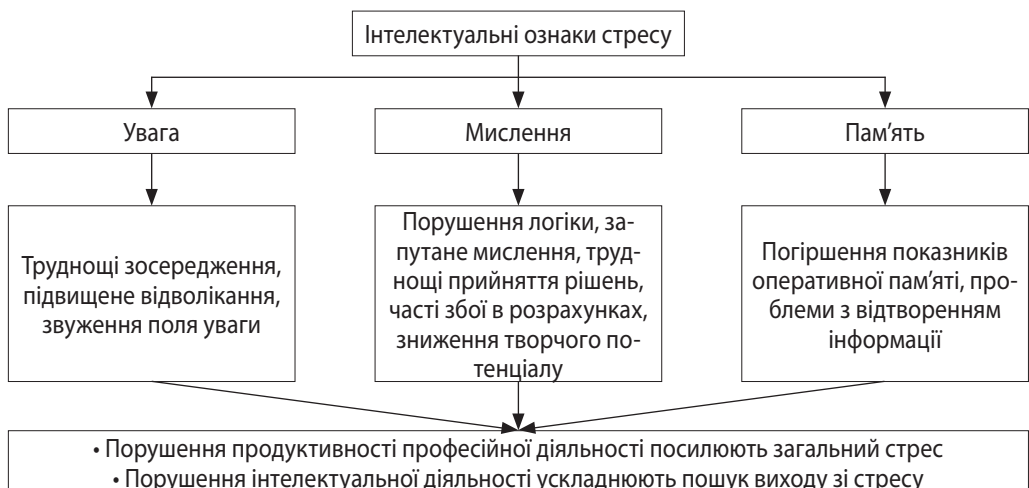 Інтелектуальні ознаки стресу
Увага
Мислення
Пам'ять
Труднощі зосередження,
підвищене відволікання,
звуження поля уваги
Порушення логіки, за-
путане мислення, труд-
нощі прийняття рішень,
часті збої в розрахунках,
зниження творчого по-
тенціалу
Погіршення показників
оперативної пам'яті, про-
блеми з відтворенням
інформації
• Порушення продуктивності професійної діяльності посилюють загальний стрес
• Порушення інтелектуальної діяльності ускладнюють пошук виходу зі стресу